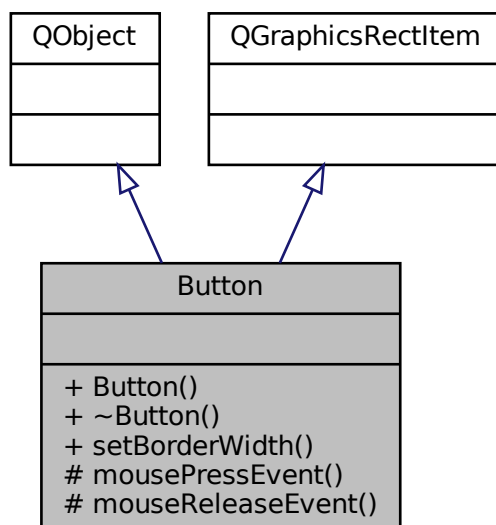 QObject
QGraphicsRectItem
Button
+ Button()
+ ~Button()
+ setBorderWidth()
# mousePressEvent()
# mouseReleaseEvent()